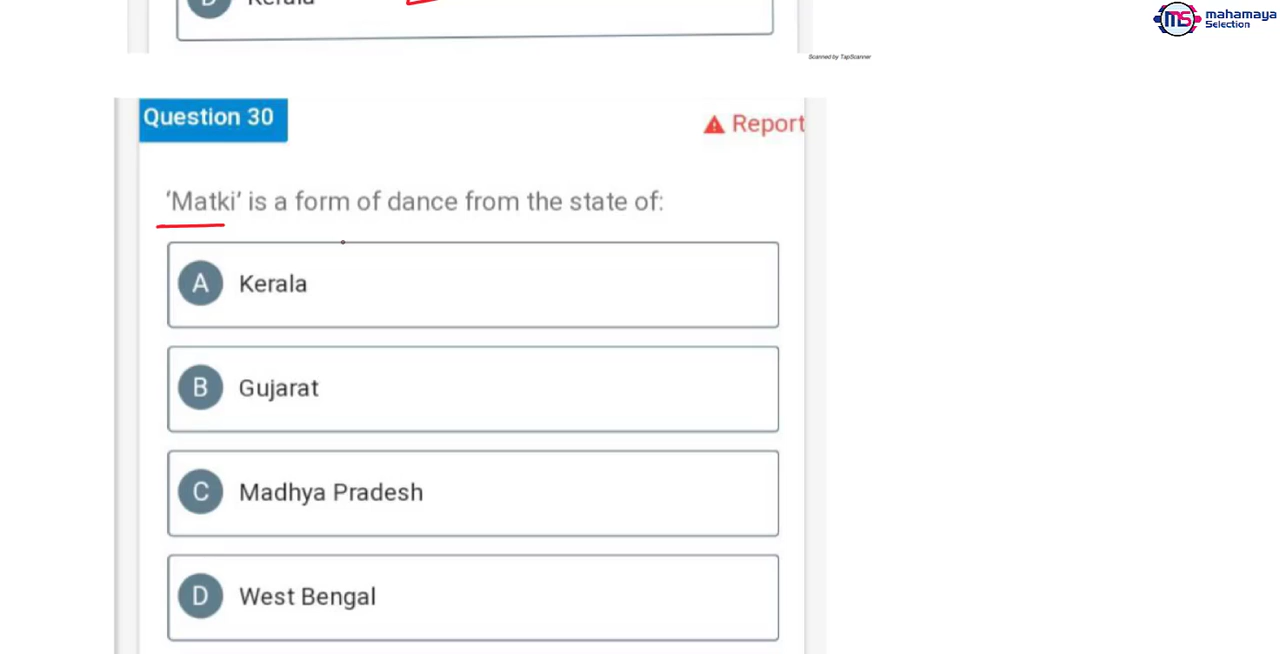 D Kerala
mahamaya
Selection
Scanned by TapScanner
Question 30
Report
‘Matki’ is a form of dance from the state of:
A Kerala
B Gujarat
C Madhya Pradesh
D West Bengal